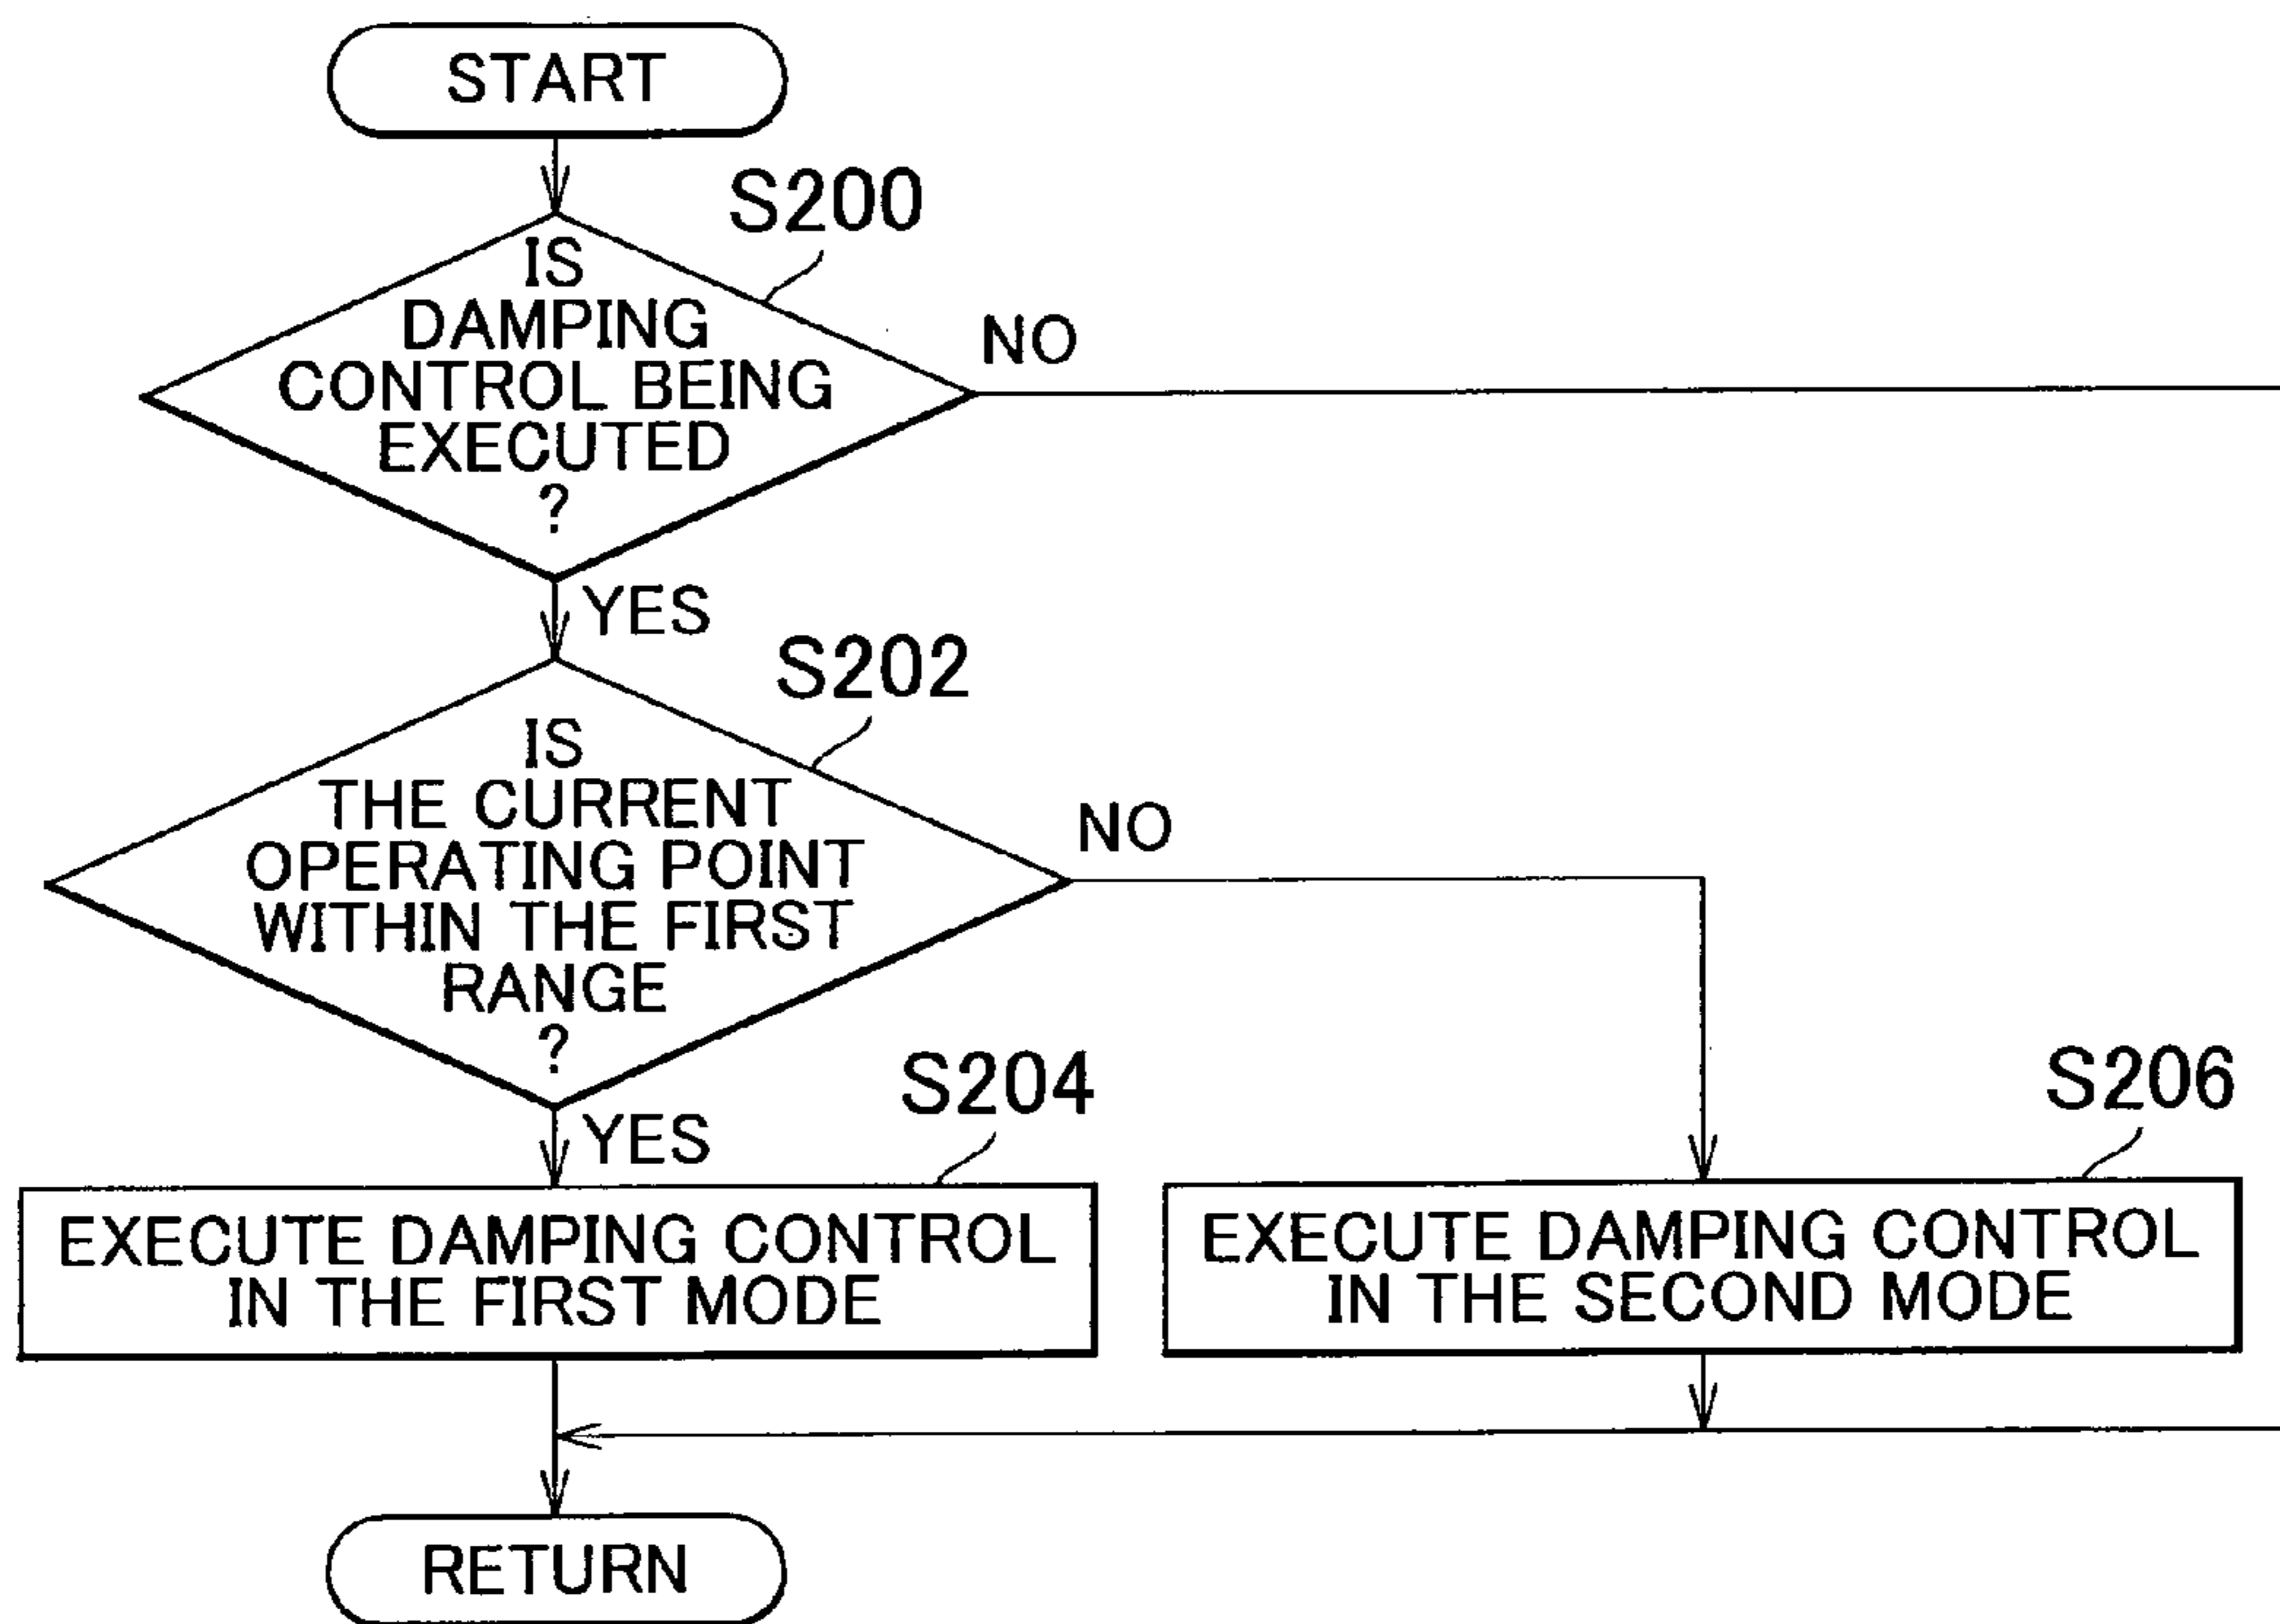 START
S200
IS
DAMPING
CONTROL BEING
EXECUTED
?
NO
YES
S202
IS
THE CURRENT
OPERATING POINT
WITHIN THE FIRST
RANGE
?
NO
YES
S204
EXECUTE DAMPING CONTROL
IN THE FIRST MODE
S206
EXECUTE DAMPING CONTROL
IN THE SECOND MODE
RETURN